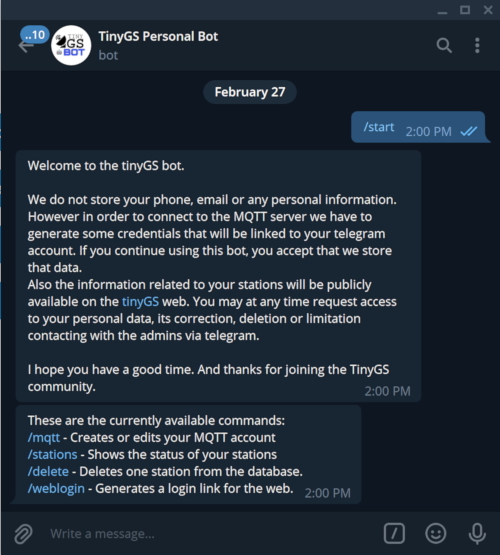 ..10
TINY
GS
BOT
TinyGS Personal Bot
bot
February 27
/start 2:00 PM
Welcome to the tinyGS bot.
We do not store your phone, email or any personal information.
However in order to connect to the MQTT server we have to
generate some credentials that will be linked to your telegram
account. If you continue using this bot, you accept that we store
that data.
Also the information related to your stations will be publicly
available on the tinyGS web. You may at any time request access
to your personal data, its correction, deletion or limitation
contacting with the admins via telegram.
I hope you have a good time. And thanks for joining the TinyGS
community.
2:00 PM
These are the currently available commands:
/mqtt - Creates or edits your MQTT account
/stations - Shows the status of your stations
/delete - Deletes one station from the database.
/weblogin - Generates a login link for the web. 2:00 PM
Write a message...